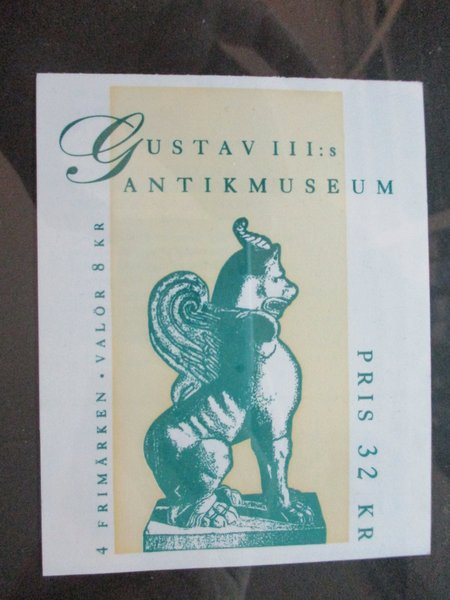 GUSTAV III:s
ANTIKMUSEUM
4 FRIMÄRKEN • VALÖR 8 KR
PRIS 32 KR